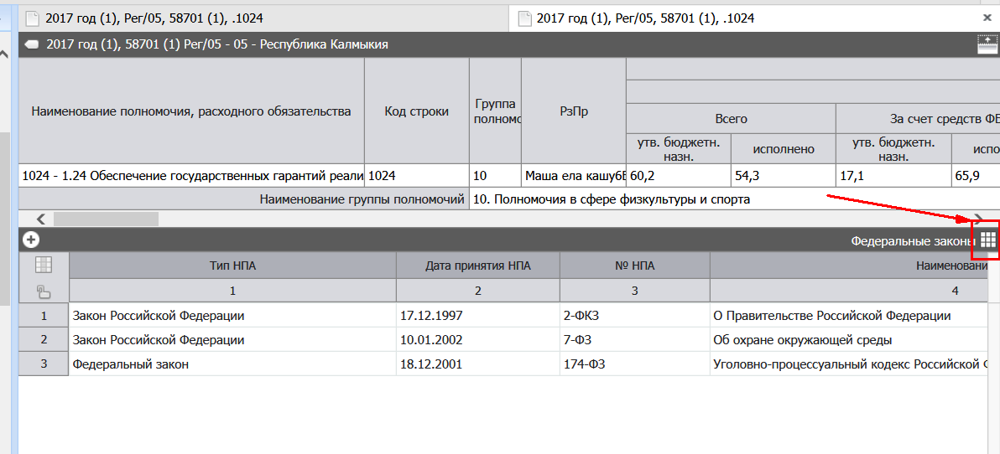 2017 год (1), Рег/05, 58701 (1), .1024
2017 год (1), Рег/05, 58701 (1), .1024
2017 год (1), 58701 (1) Рег/05 - 05 - Республика Калмыкия
Наименование полномочия, расходного обязательства
Код строки
Группа
полномо
РзПр
Всего
За счет средств ФБ
утв. бюджетн.
назн.
исполнено
утв. бюджетн.
назн.
испо
1024 - 1.24 Обеспечение государственных гарантий реали
1024
10
Маша ела кашуб
60,2
54,3
17,1
65,9
Наименование группы полномочий
10. Полномочия в сфере физкультуры и спорта
Федеральные законы
Тип НПА
Дата принятия НПА
№ НПА
Наименовани
1
2
3
4
1
Закон Российской Федерации
17.12.1997
2-ФКЗ
О Правительстве Российской Федерации
2
Закон Российской Федерации
10.01.2002
7-ФЗ
Об охране окружающей среды
3
Федеральный закон
18.12.2001
174-ФЗ
Уголовно-процессуальный кодекс Российской Ф